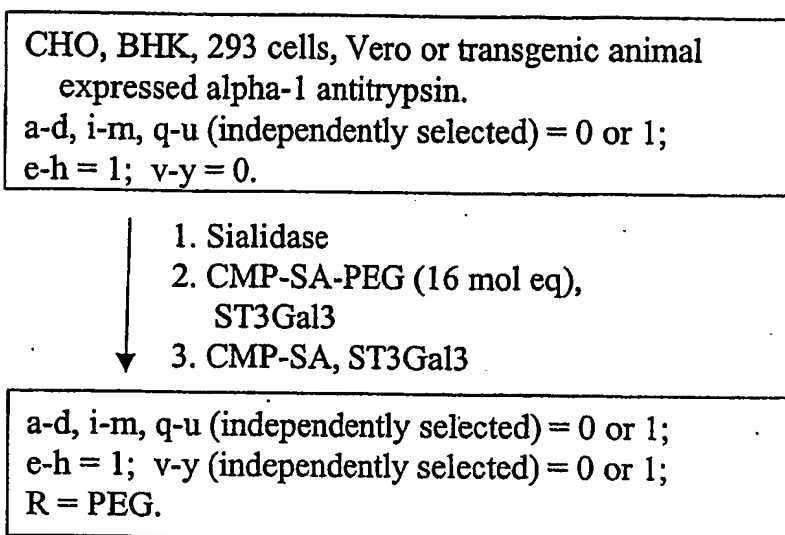 CHO, BHK, 293 cells, Vero or transgenic animal
expressed alpha-1 antitrypsin.
a-d, i-m, q-u (independently selected) = 0 or 1;
e-h = 1; v-y = 0.
1. Sialidase
2. CMP-SA-PEG (16 mol eq),
ST3Gal3
3. CMP-SA, ST3Gal3
a-d, i-m, q-u (independently selected) = 0 or 1;
e-h = 1; v-y (independently selected) = 0 or 1;
R = PEG.